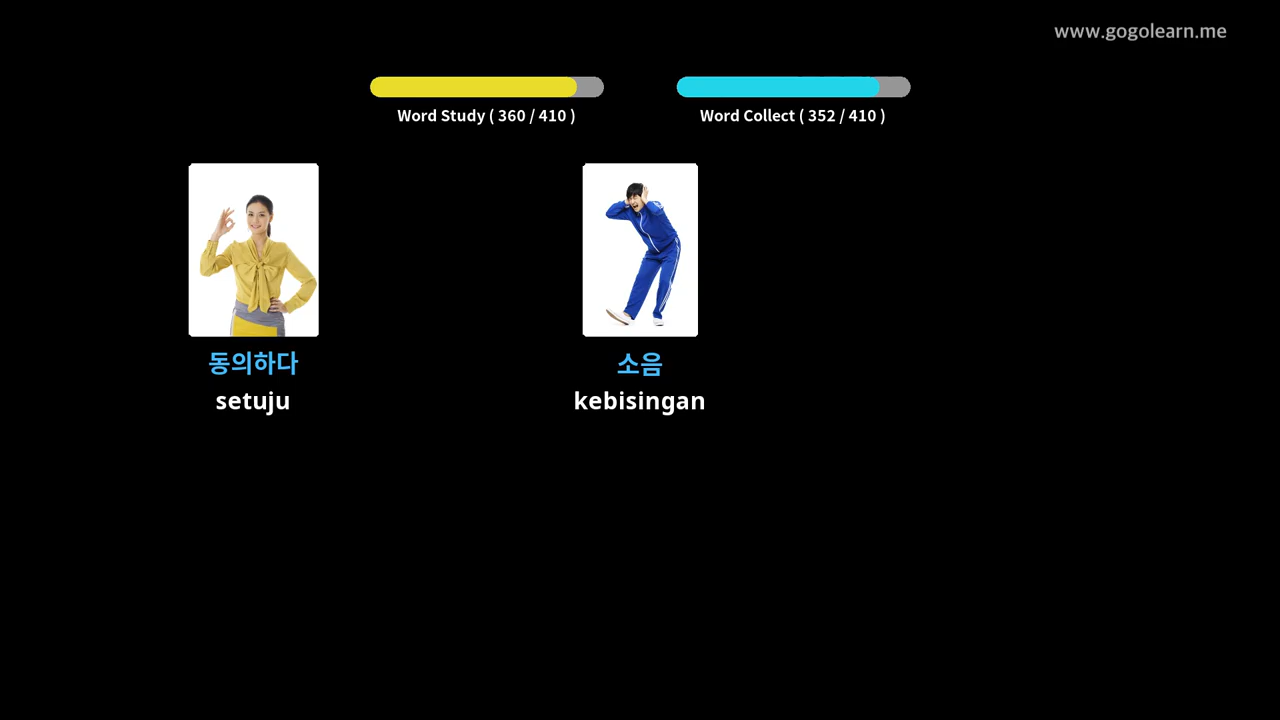 www.gogolearn.me
Word Study ( 360 / 410 )
Word Collect ( 352 / 410 )
동의하다
setuju
소음
kebisingan